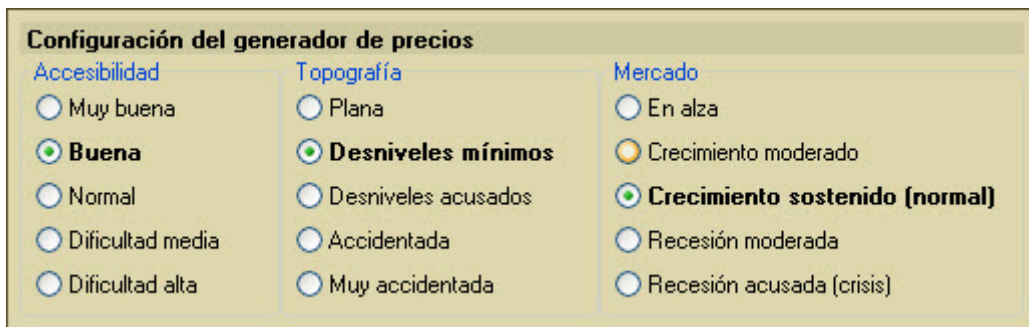 Configuración del generador de precios
Accesibilidad
Muy buena
Buena
Normal
Dificultad media
Dificultad alta
Topografía
Plana
Desniveles mínimos
Desniveles acusados
Accidentada
Muy accidentada
Mercado
En alza
Crecimiento moderado
Crecimiento sostenido (normal)
Recesión moderada
Recesión acusada (crisis)